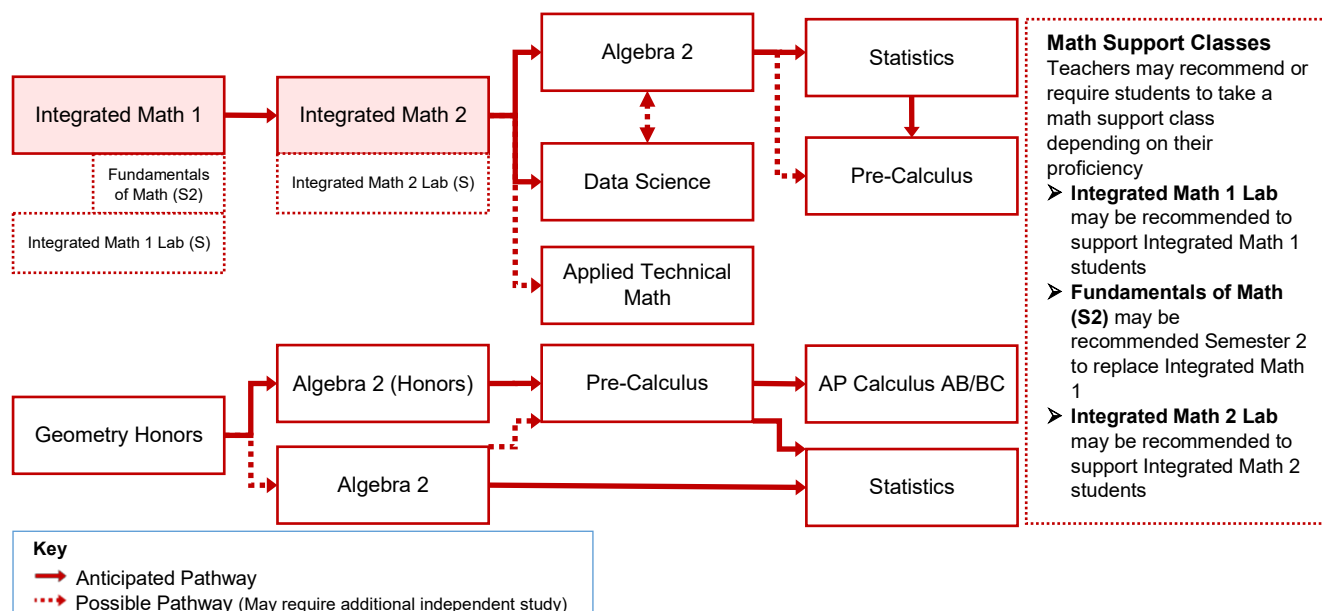 Integrated Math 1
Fundamentals
of Math (S2)
Integrated Math 1 Lab (S)
Integrated Math 2
Integrated Math 2 Lab (S)
Algebra 2
Data Science
Applied Technical
Math
Statistics
Pre-Calculus
Geometry Honors
Algebra 2 (Honors)
Algebra 2
Pre-Calculus
AP Calculus AB/BC
Statistics
Math Support Classes
Teachers may recommend or
require students to take a
math support class
depending on their
proficiency
➢ Integrated Math 1 Lab
may be recommended to
support Integrated Math 1
students
➢ Fundamentals of Math
(S2) may be
recommended Semester 2
to replace Integrated Math
1
➢ Integrated Math 2 Lab
may be recommended to
support Integrated Math 2
students
Key
Anticipated Pathway
Possible Pathway (May require additional independent study)